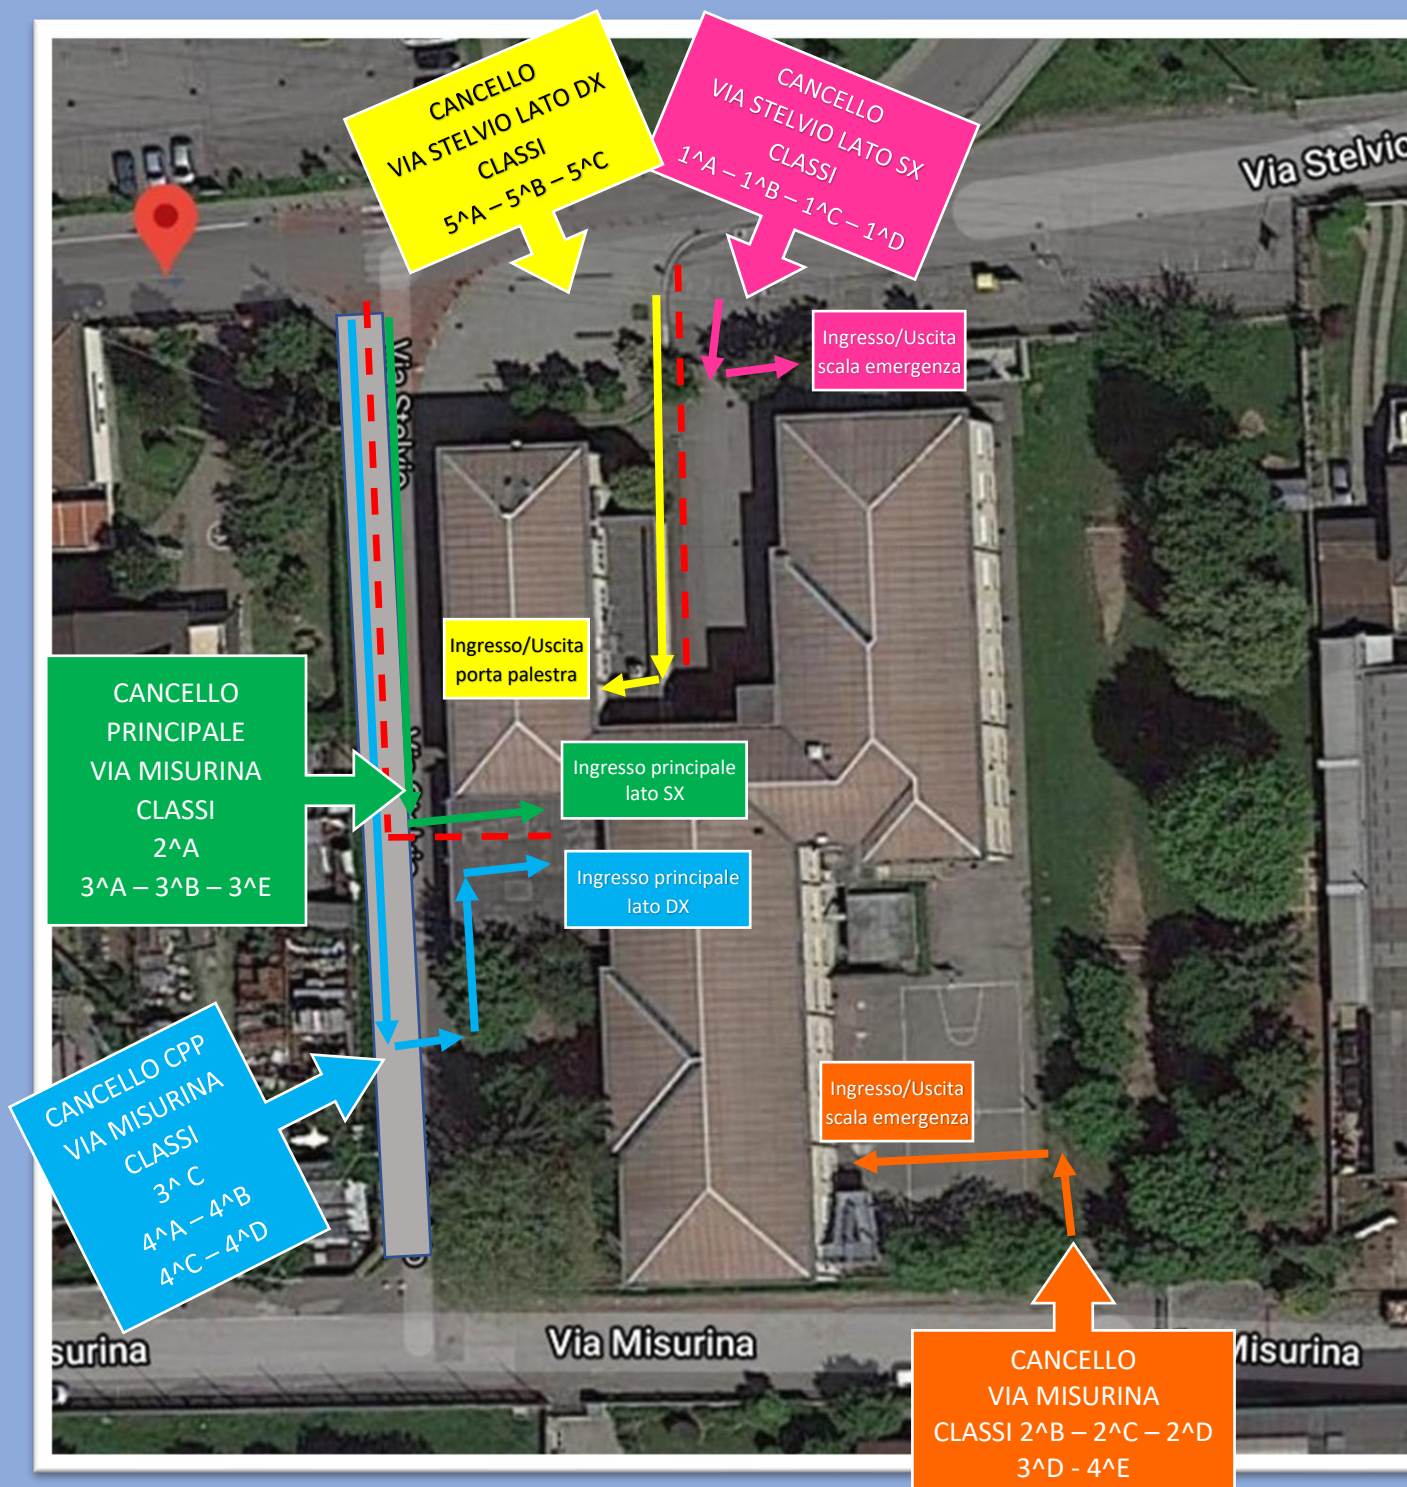 CANCELLO
VIA STELVIO LATO DX
CLASSI
5^A – 5^B – 5^C
CANCELLO
VIA STELVIO LATO SX
CLASSI
1^A – 1^B – 1^C – 1^D
Via Stelvio
Ingresso/Uscita
scala emergenza
Via Stelvio
Ingresso/Uscita
porta palestra
CANCELLO
PRINCIPALE
VIA MISURINA
CLASSI
2^A
3^A – 3^B – 3^E
Ingresso principale
lato SX
Ingresso principale
lato DX
CANCELLO CPP
VIA MISURINA
CLASSI
3^ C
4^A – 4^B
4^C – 4^D
Ingresso/Uscita
scala emergenza
surina
Via Misurina
Misurina
CANCELLO
VIA MISURINA
CLASSI 2^B – 2^C – 2^D
3^D - 4^E